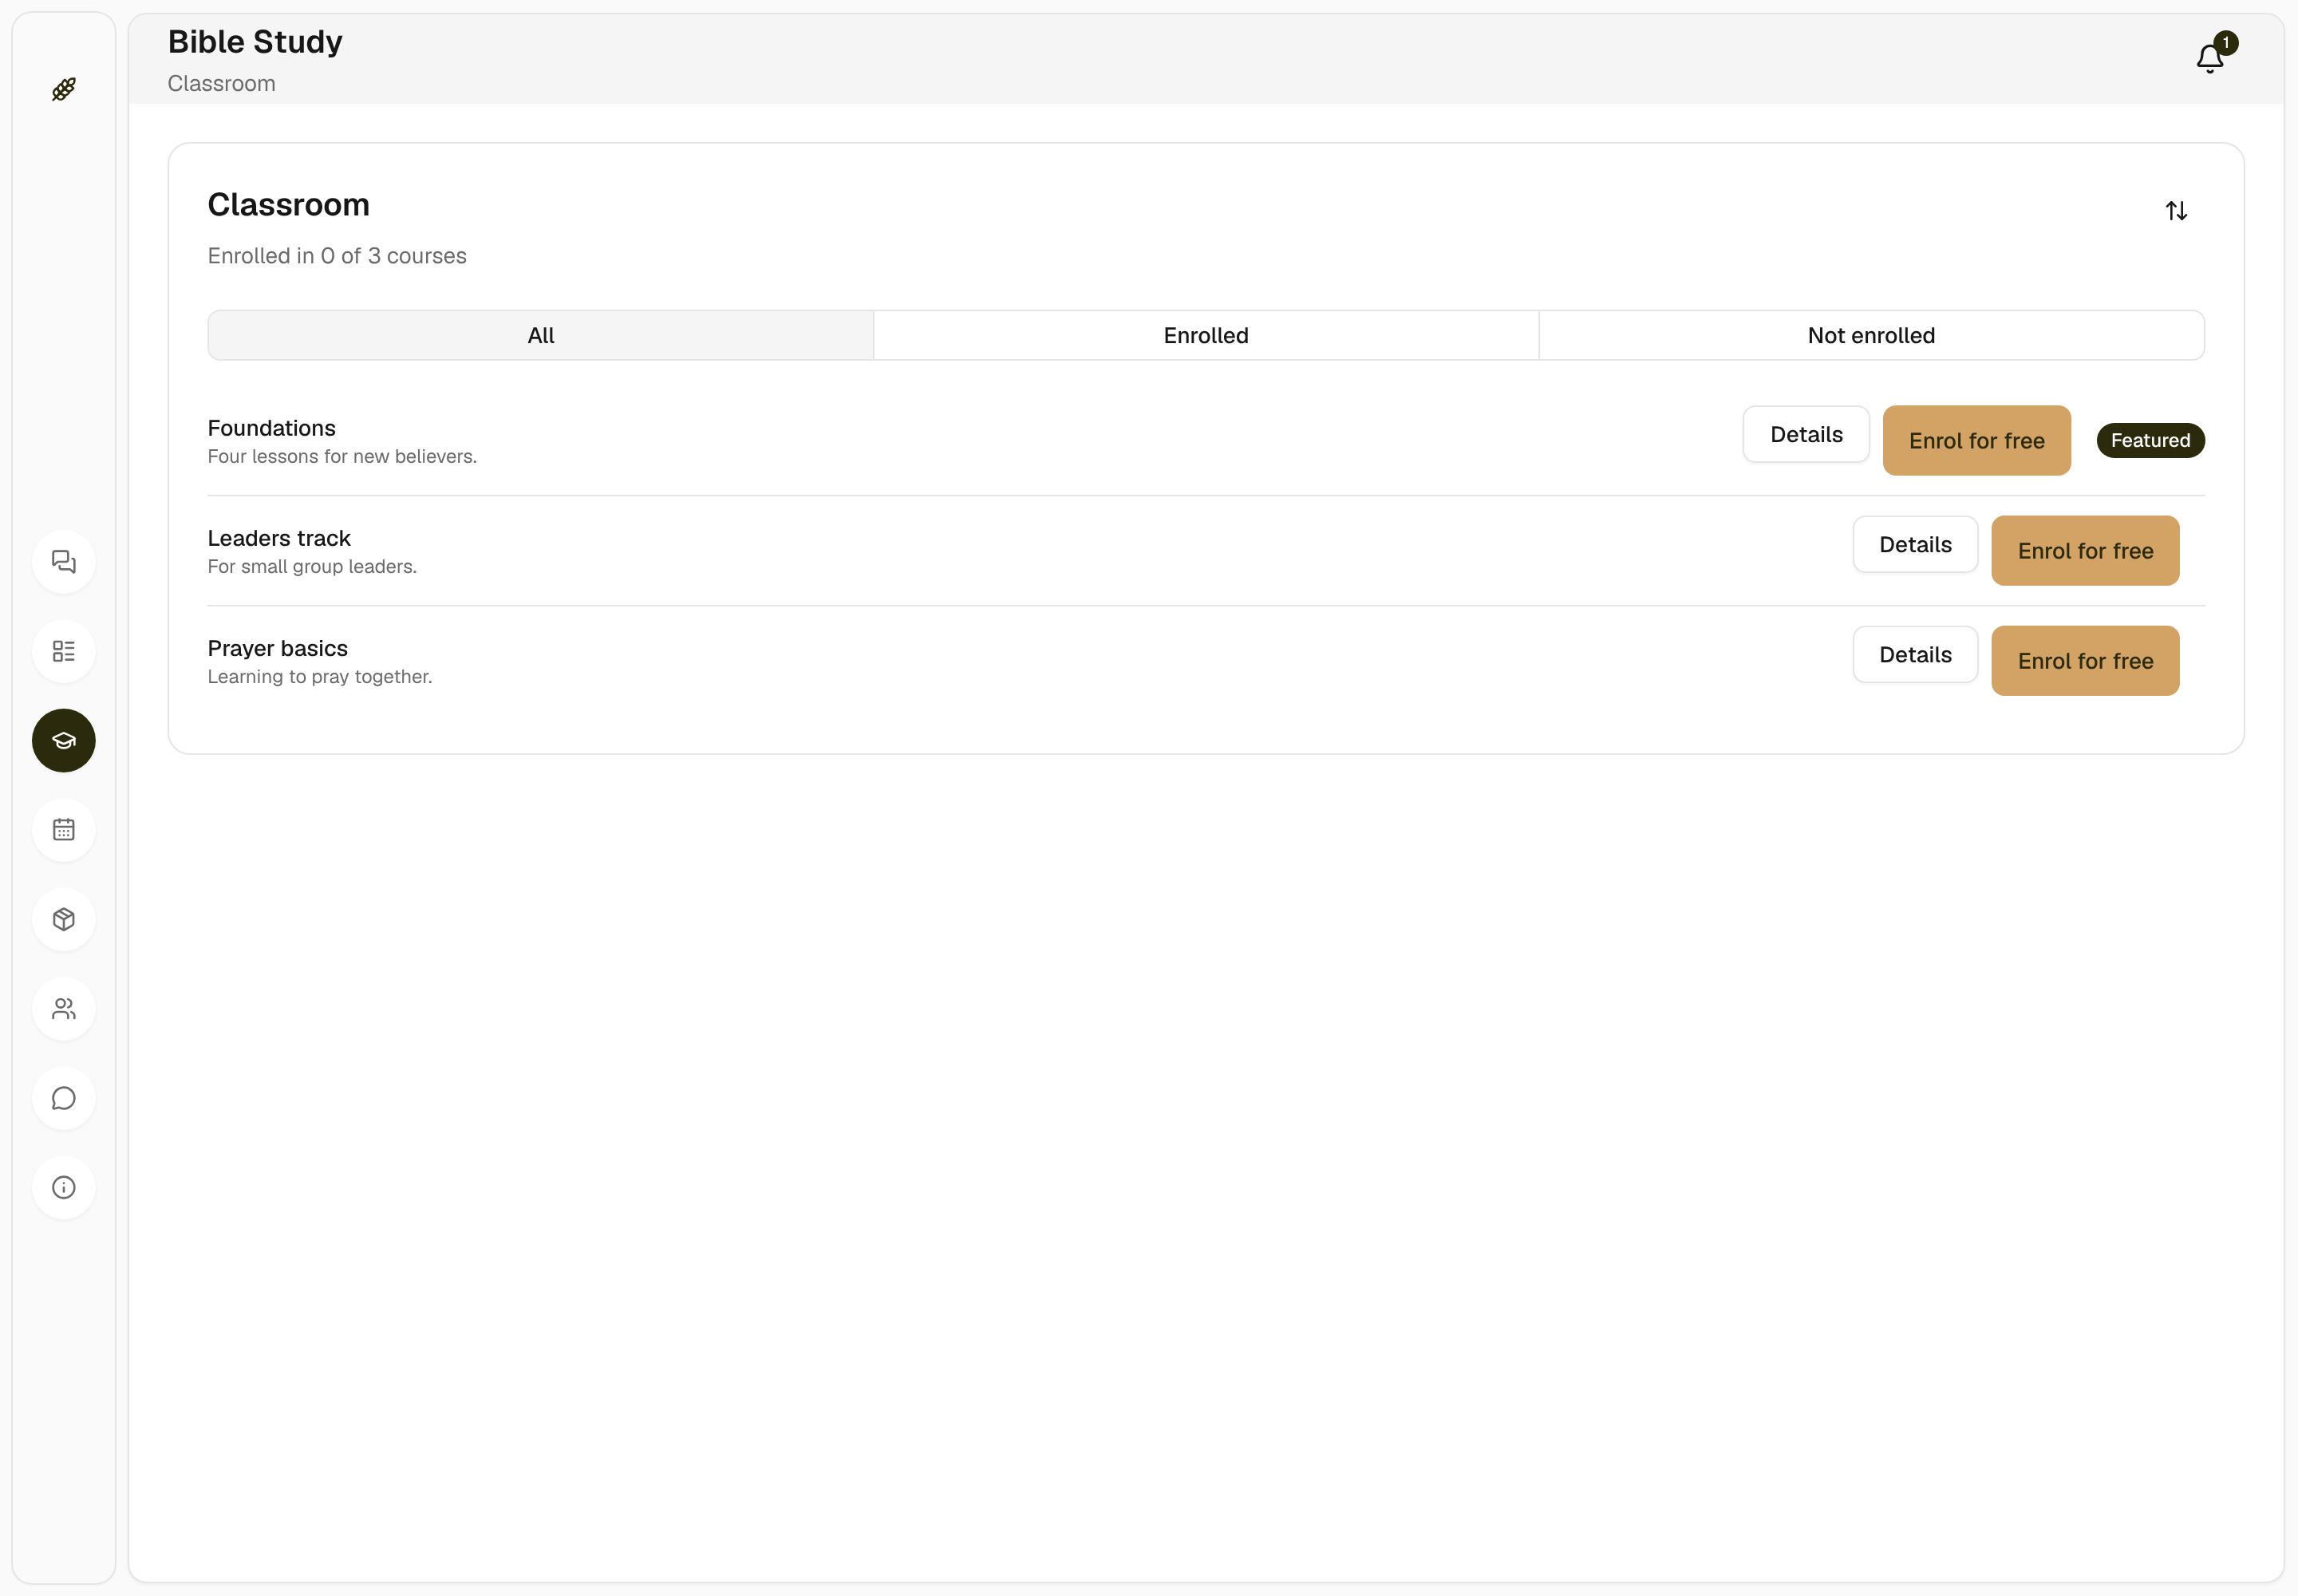 Bible Study
Classroom
1
Classroom
Enrolled in 0 of 3 courses
All
Enrolled
Not enrolled
Foundations
Four lessons for new believers.
Details
Enrol for free
Featured
Leaders track
For small group leaders.
Details
Enrol for free
Prayer basics
Learning to pray together.
Details
Enrol for free